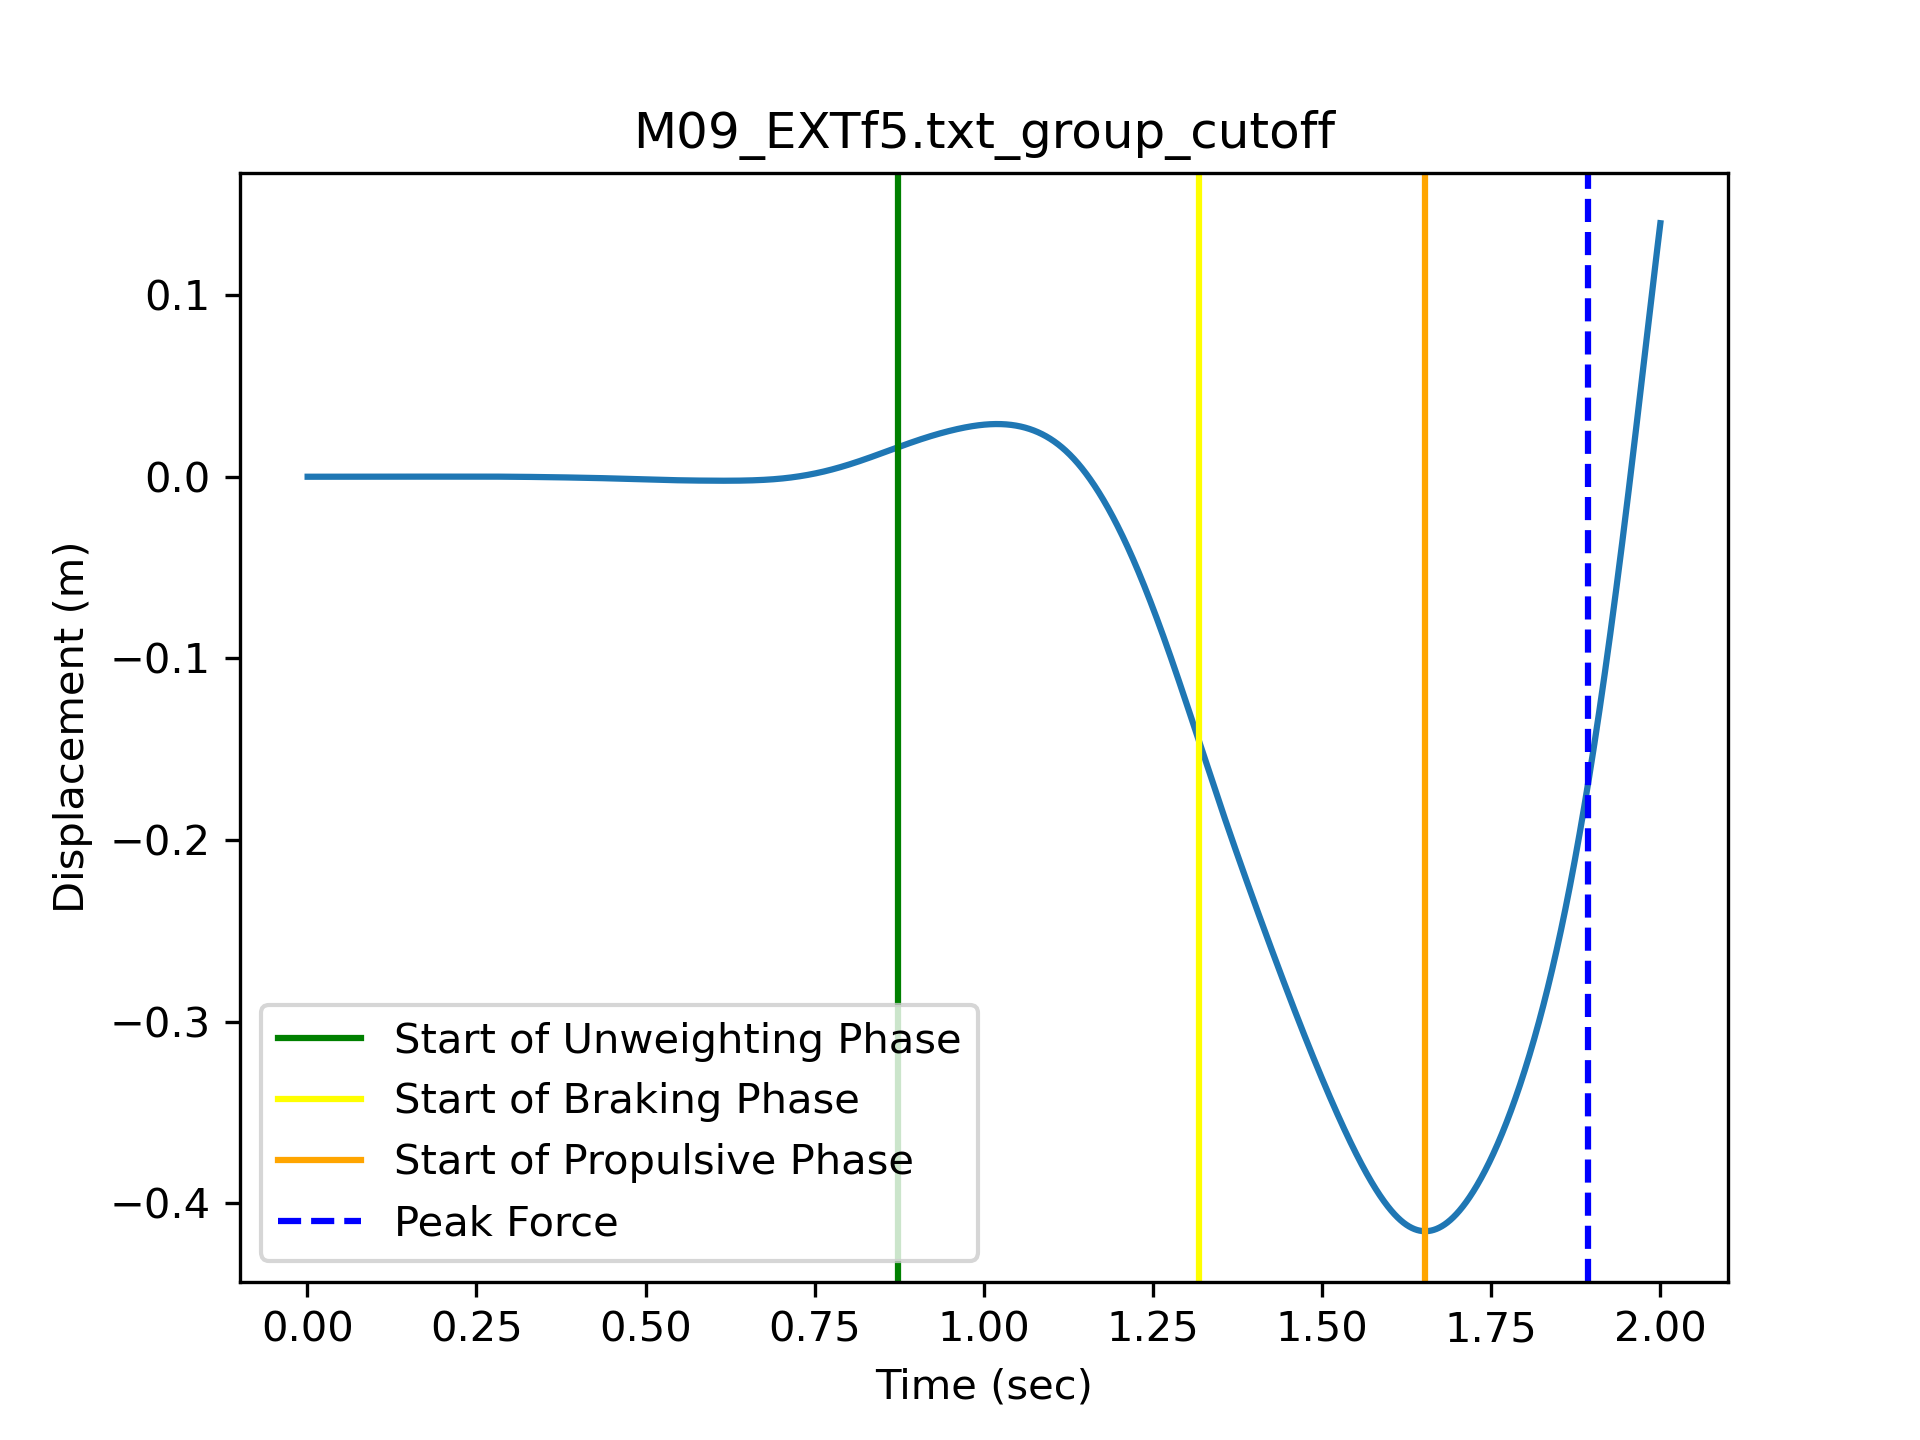 M09_EXTf5.txt_group_cutoff
0.1
0.0
−0.1
−0.2
−0.3
−0.4
Displacement (m)
Start of Unweighting Phase
Start of Braking Phase
Start of Propulsive Phase
Peak Force
0.00 0.25 0.50 0.75 1.00 1.25 1.50 1.75 2.00
Time (sec)